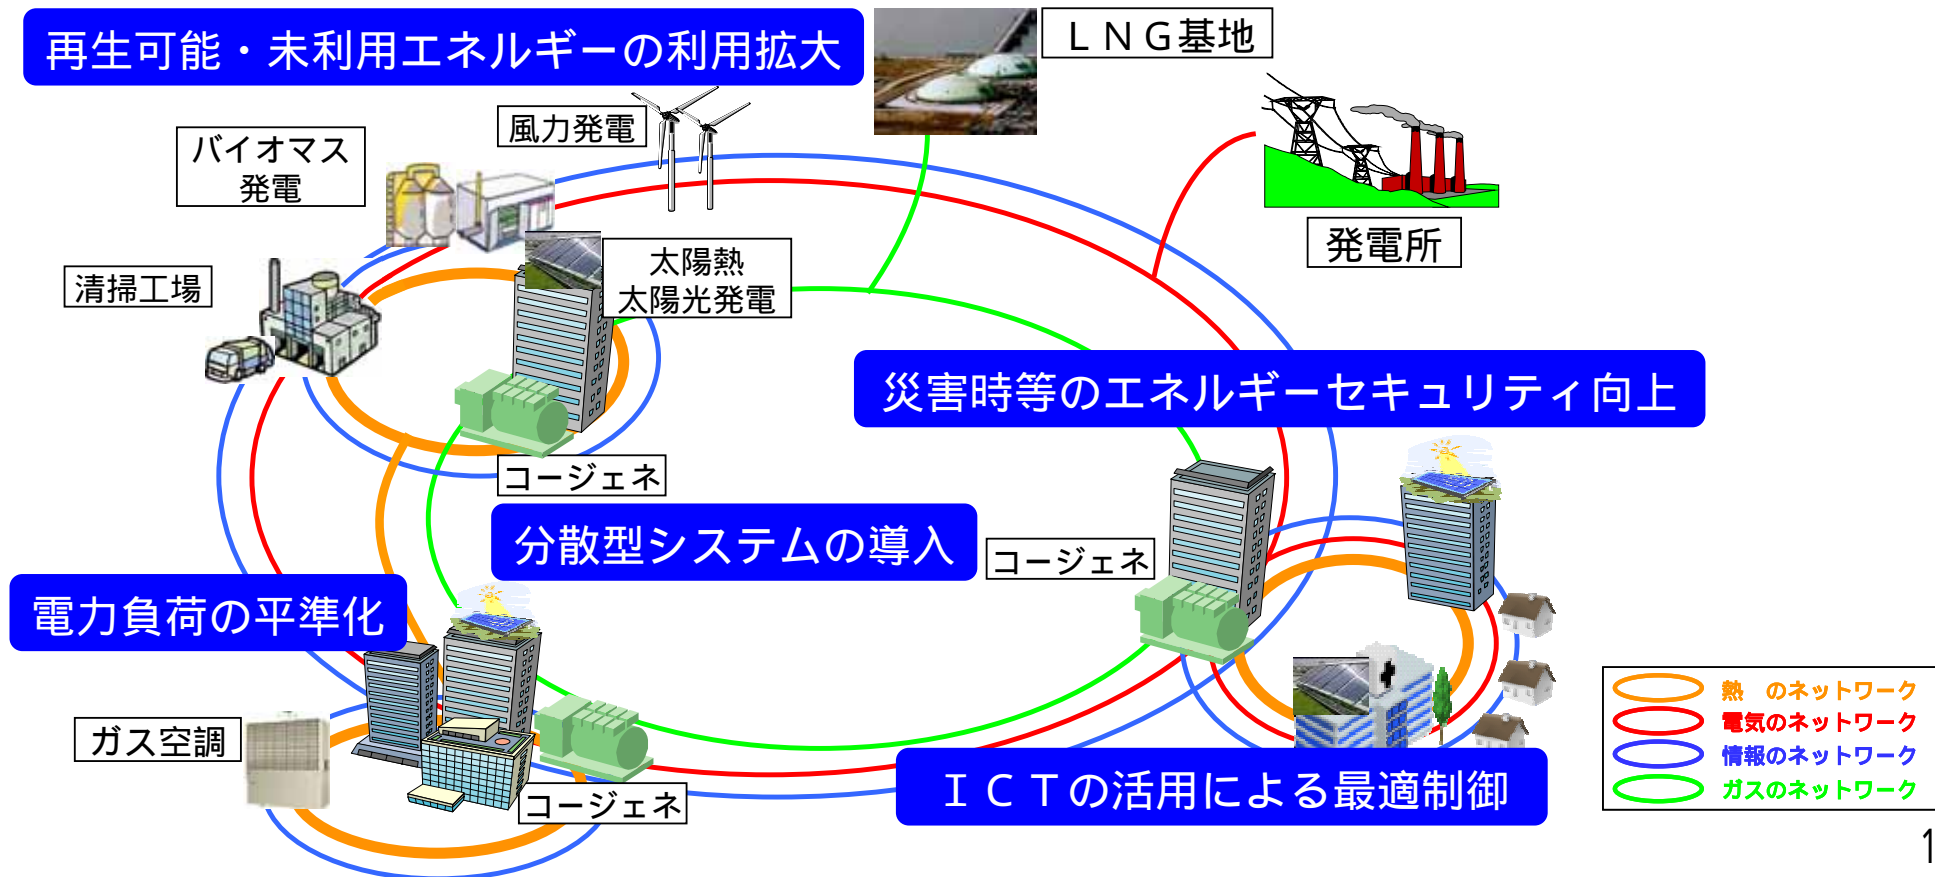 再生可能・未利用エネルギーの利用拡大
ＬＮＧ基地
風力発電
バイオマス
発電
発電所
太陽熱
太陽光発電
清掃工場
災害時等のエネルギーセキュリティ向上
コージェネ
分散型システムの導入
コージェネ
電力負荷の平準化
ガス空調
コージェネ
ＩＣＴの活用による最適制御
熱　のネットワーク
電気のネットワーク
情報のネットワーク
ガスのネットワーク
1